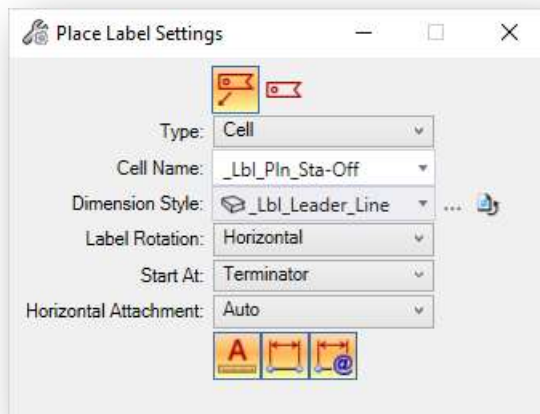 Place Label Settings
Type: Cell
Cell Name: _Lbl_Pln_Sta-Off
Dimension Style: _Lbl_Leader_Line ...
Label Rotation: Horizontal
Start At: Terminator
Horizontal Attachment: Auto
A @